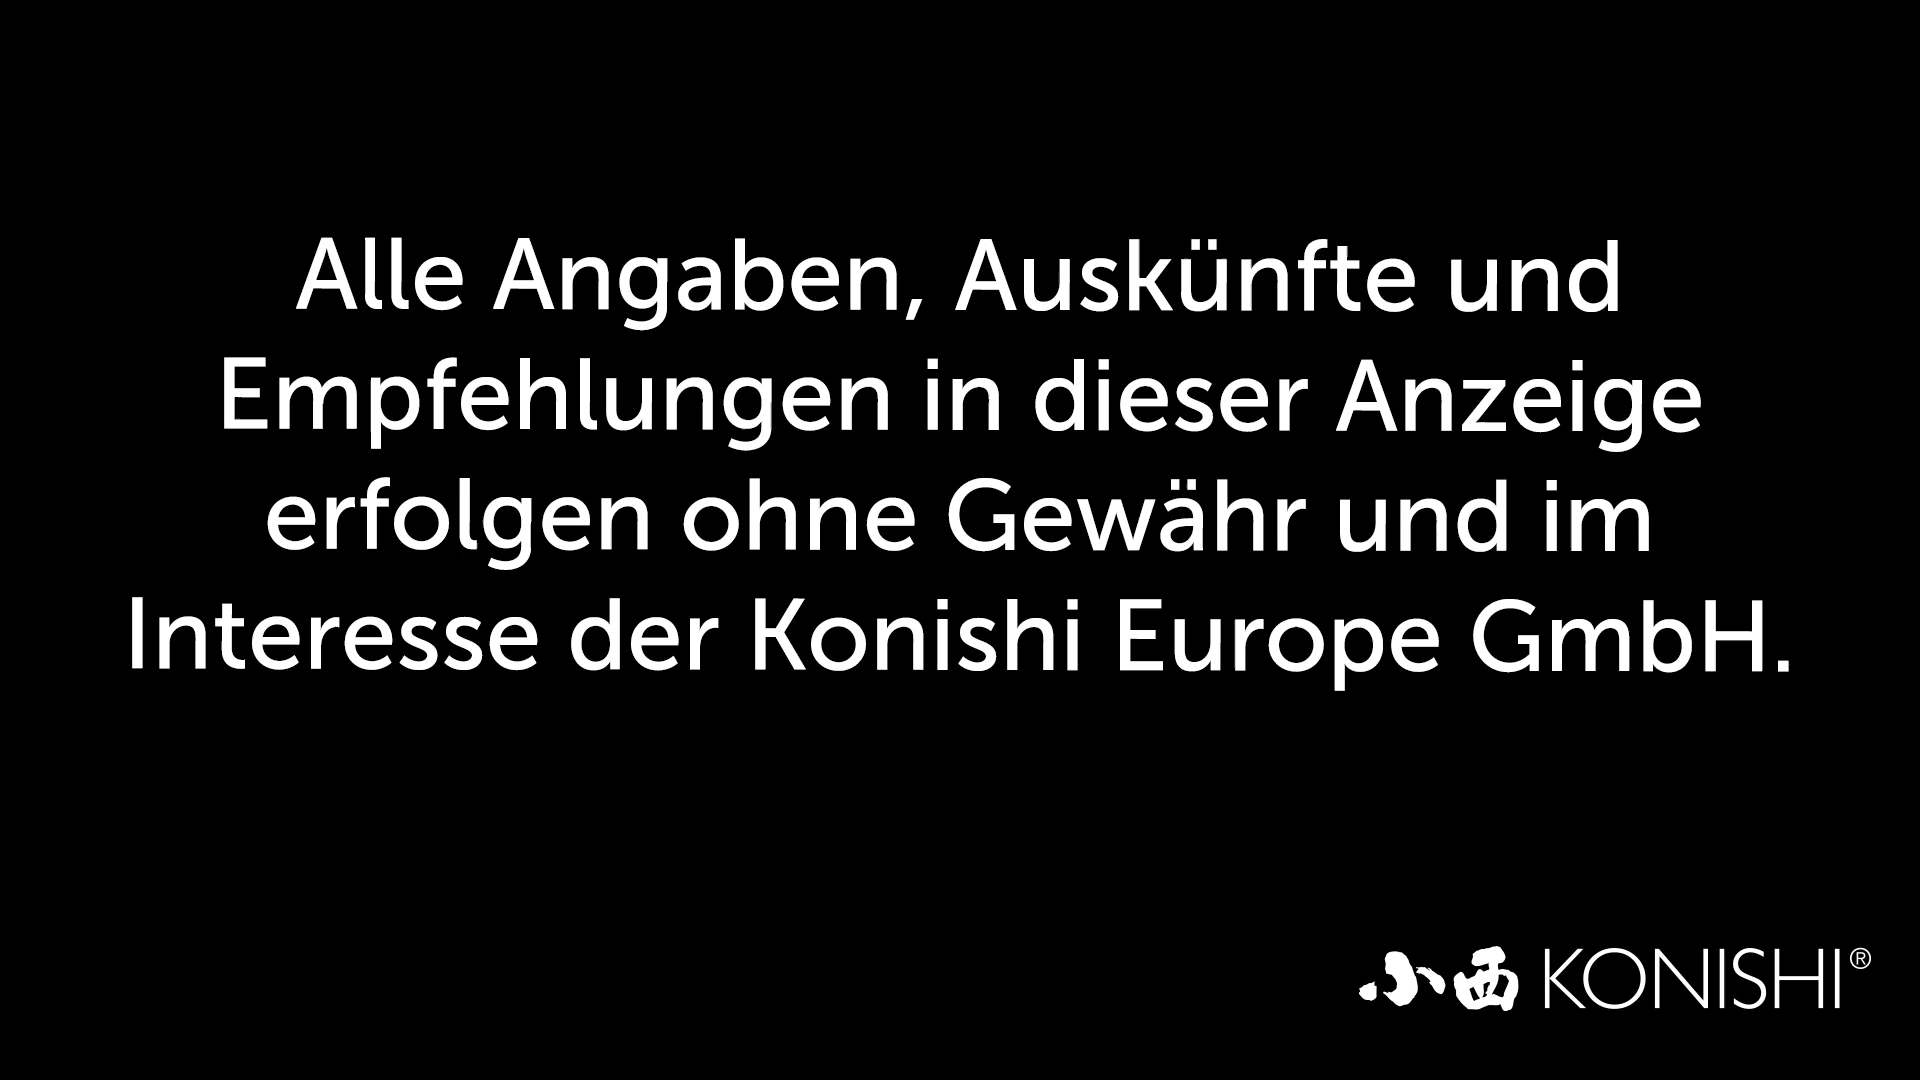 Alle Angaben, Auskünfte und
Empfehlungen in dieser Anzeige
erfolgen ohne Gewähr und im
Interesse der Konishi Europe GmbH.
小西 KONISHI®